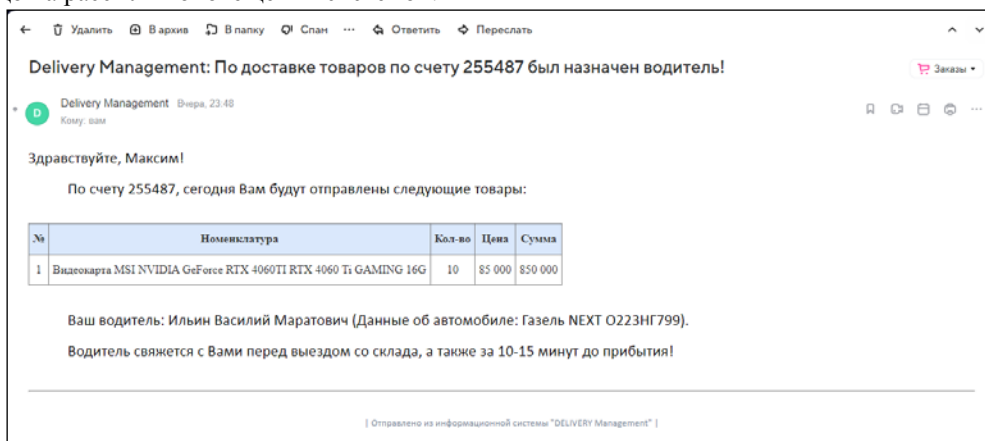 Удалить В архив В папку Спам ... Ответить Переслать
Delivery Management: По доставке товаров по счету 255487 был назначен водитель!
Заказы
D
Delivery Management Вчера, 23:48
Кому: вам
Здравствуйте, Максим!
По счету 255487, сегодня Вам будут отправлены следующие товары:
№ Номенклатура Кол-во Цена Сумма
1 Видеокарта MSI NVIDIA GeForce RTX 4060TI RTX 4060 Ti GAMING 16G 10 85 000 850 000
Ваш водитель: Ильин Василий Маратович (Данные об автомобиле: Газель NEXT О223НГ799).
Водитель свяжется с Вами перед выездом со склада, а также за 10-15 минут до прибытия!
| Отправлено из информационной системы "DELIVERY Management" |